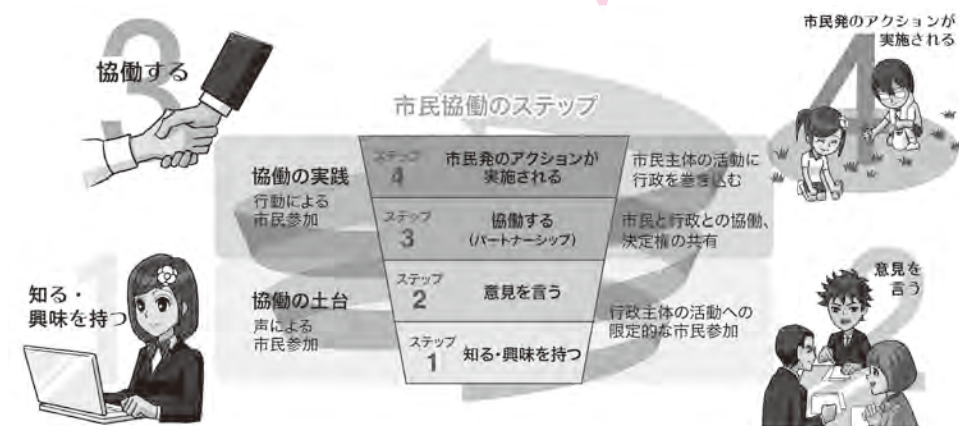 3
協働する
市民発のアクションが
実施される
4
市民協働のステップ
協働の実践
行動による
市民参加
ステップ
4
市民発のアクションが
実施される
市民主体の活動に
行政を巻き込む
ステップ
3
協働する
(パートナーシップ)
市民と行政との協働、
決定権の共有
1
知る・
興味を持つ
協働の土台
声による
市民参加
ステップ
2
意見を言う
行政主体の活動への
限定的な市民参加
ステップ
1
知る・興味を持つ
2
意見を
言う